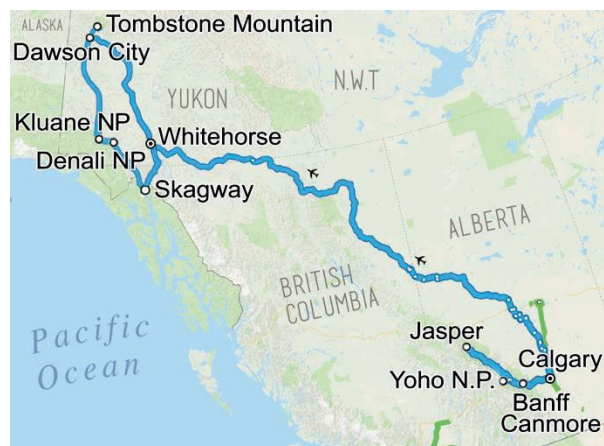 Tombstone Mountain
ALASKA
Dawson City
N.W.T
YUKON
Kluane NP
Whitehorse
Denali NP
Skagway
ALBERTA
BRITISH
COLUMBIA
Pacific
Ocean
Jasper
Calgary
Yoho N.P.
Banff
Canmore